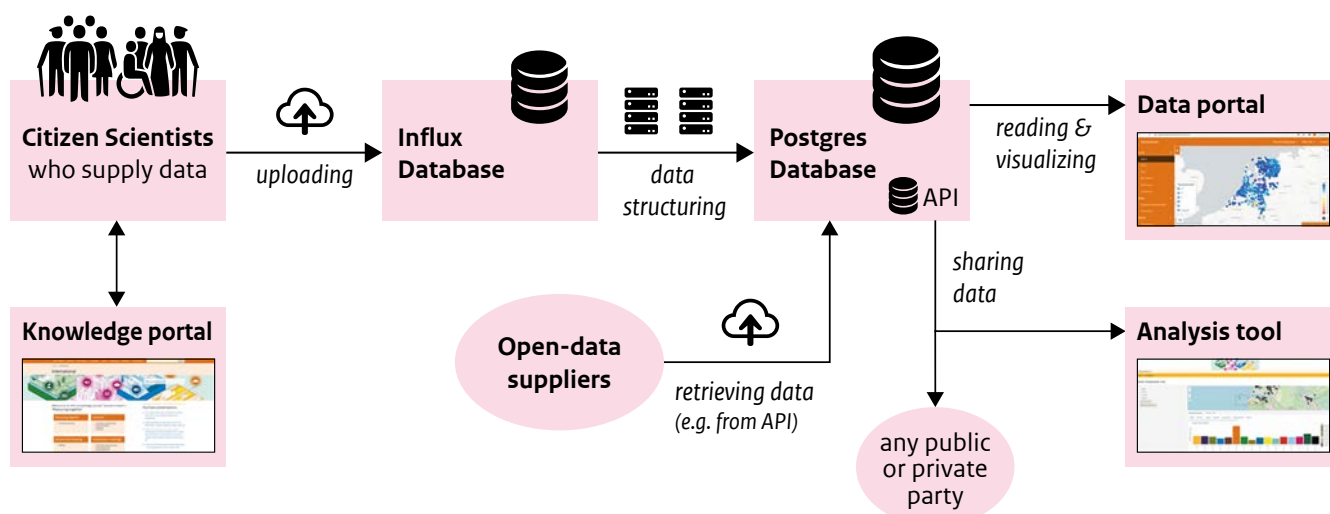 Citizen Scientists
who supply data
uploading
Influx
Database
data
structuring
Postgres
Database
API
reading &
visualizing
Data portal
sharing
data
Knowledge portal
International
Open-data
suppliers
retrieving data
(e.g. from API)
any public
or private
party
Analysis tool